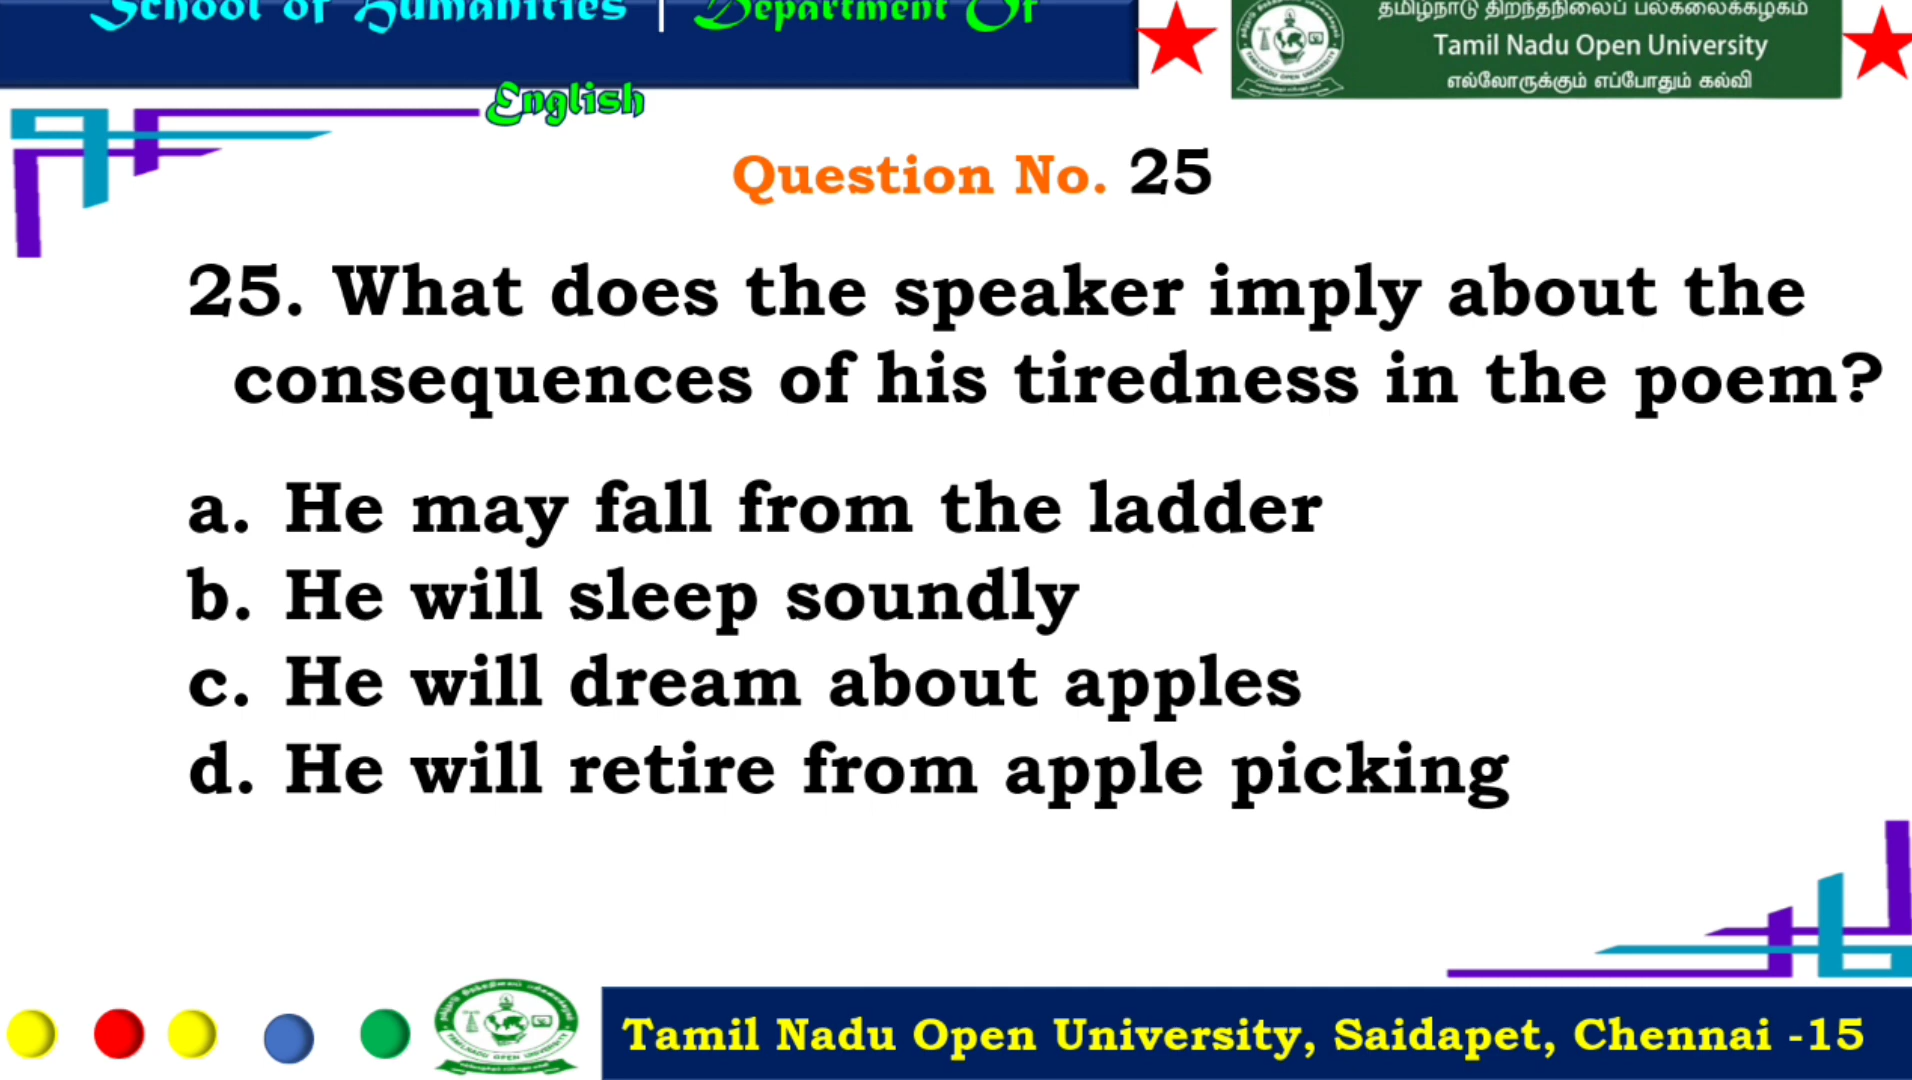 School of Humanities | Department Of
English
தமிழ்நாடு திறந்தநிலைப் பல்கலைக்கழகம்
Tamil Nadu Open University
எல்லோருக்கும் எப்போதும் கல்வி
Question No. 25
25. What does the speaker imply about the
consequences of his tiredness in the poem?
a. He may fall from the ladder
b. He will sleep soundly
c. He will dream about apples
d. He will retire from apple picking
Tamil Nadu Open University, Saidapet, Chennai -15